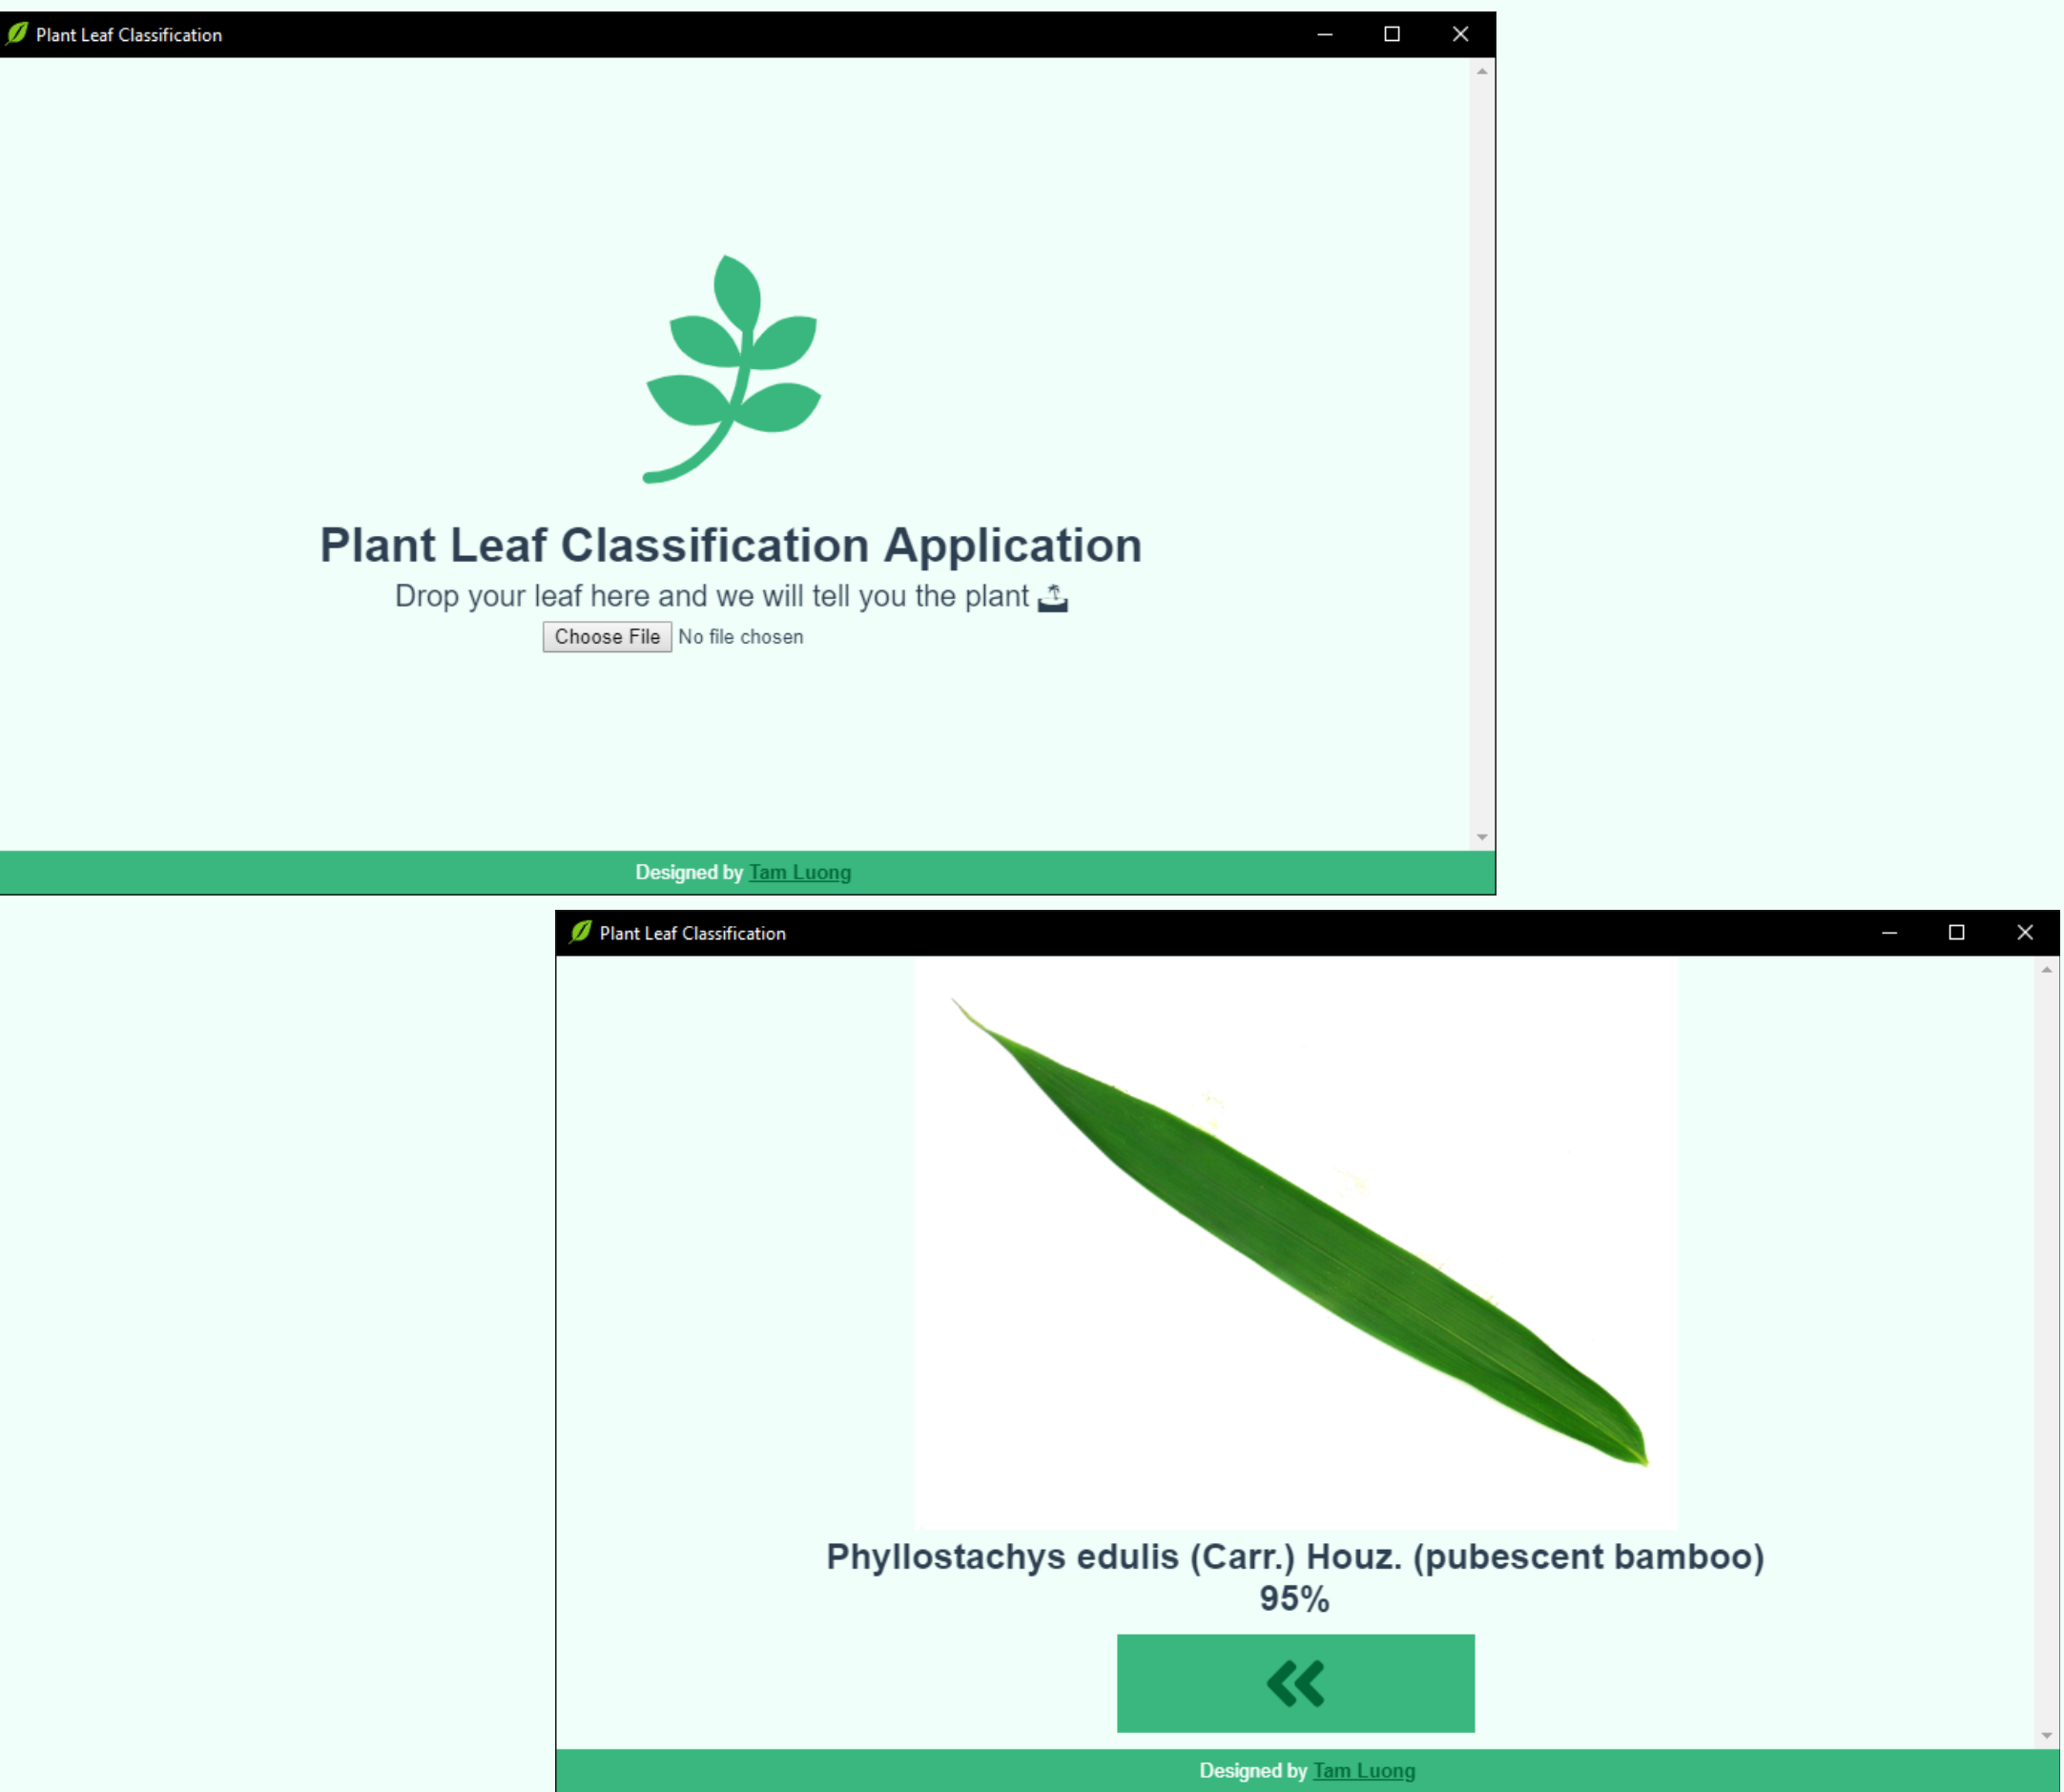 Plant Leaf Classification
Plant Leaf Classification Application
Drop your leaf here and we will tell you the plant
Choose File No file chosen
Designed by Tam Luong
Plant Leaf Classification
Phyllostachys edulis (Carr.) Houz. (pubescent bamboo)
95%
Designed by Tam Luong